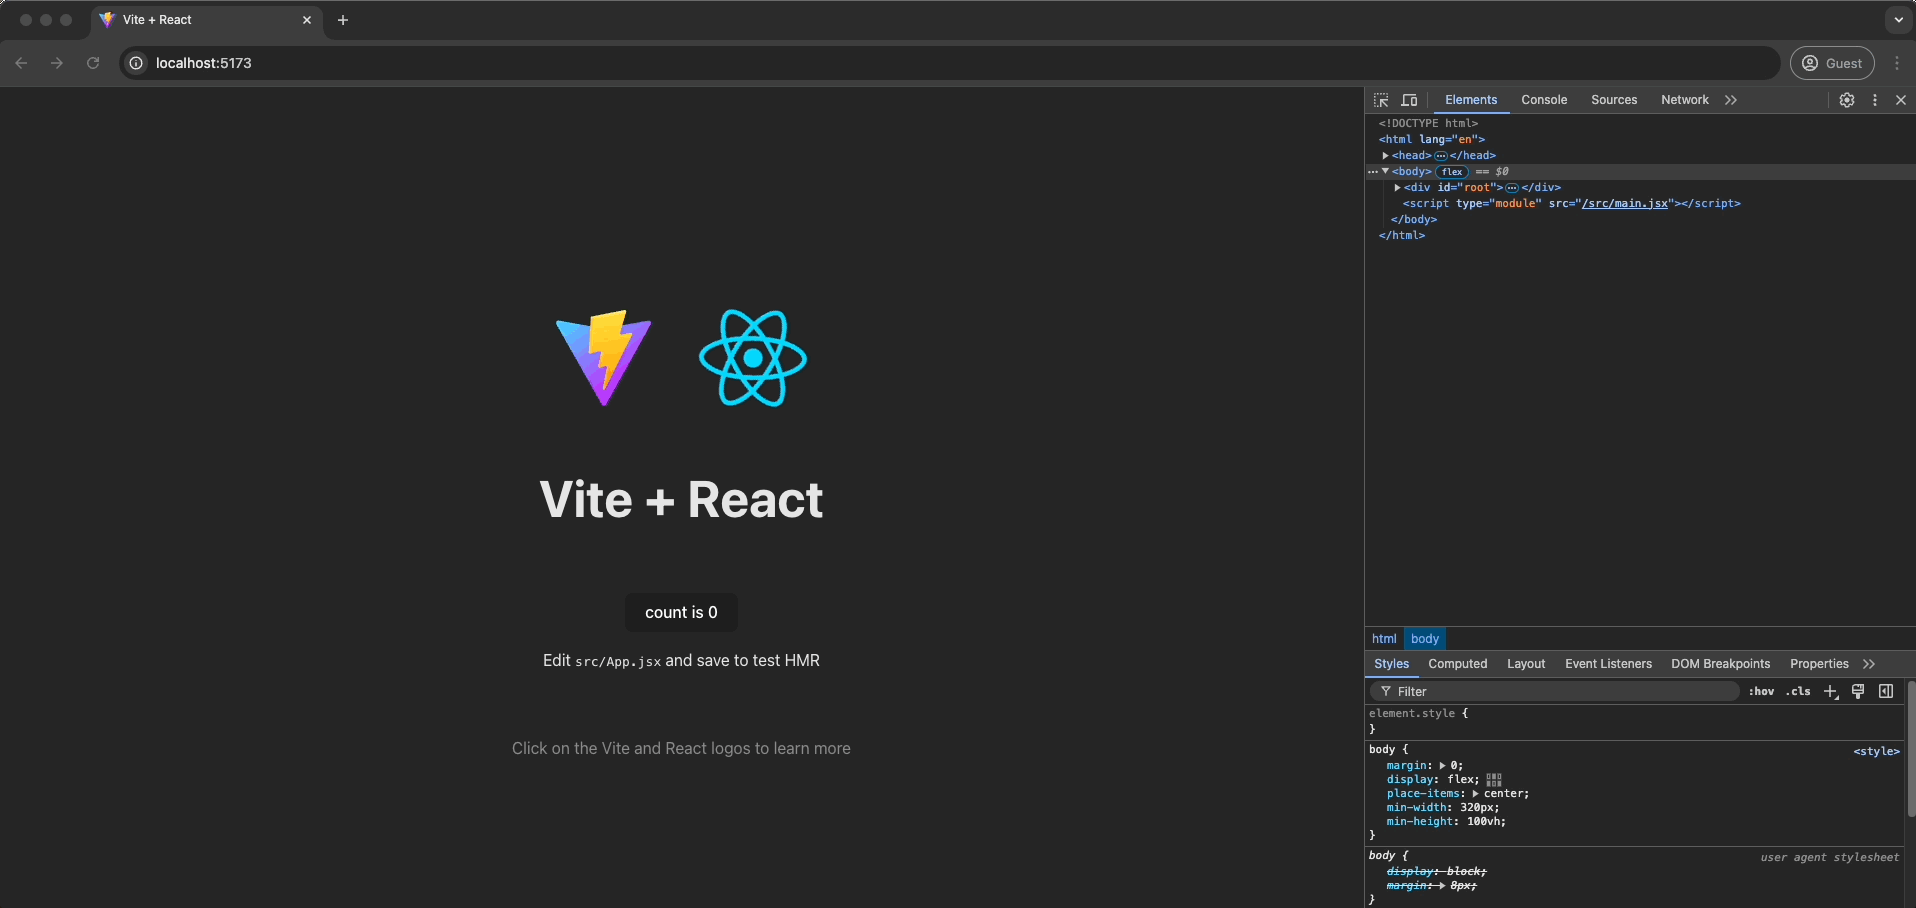 Vite + React
localhost:5173
Guest
Elements Console Sources Network
<!DOCTYPE html>
<html lang="en">
<head>…</head>
<body> flex == $0
<div id="root">…</div>
<script type="module" src="/src/main.jsx"></script>
</body>
</html>
Vite + React
count is 0
Edit src/App.jsx and save to test HMR
Click on the Vite and React logos to learn more
html body
Styles Computed Layout Event Listeners DOM Breakpoints Properties
Filter :hov .cls
element.style {
}
body { <style>
margin: 0;
display: flex;
place-items: center;
min-width: 320px;
min-height: 100vh;
}
body { user agent stylesheet
display: block;
margin: 8px;
}